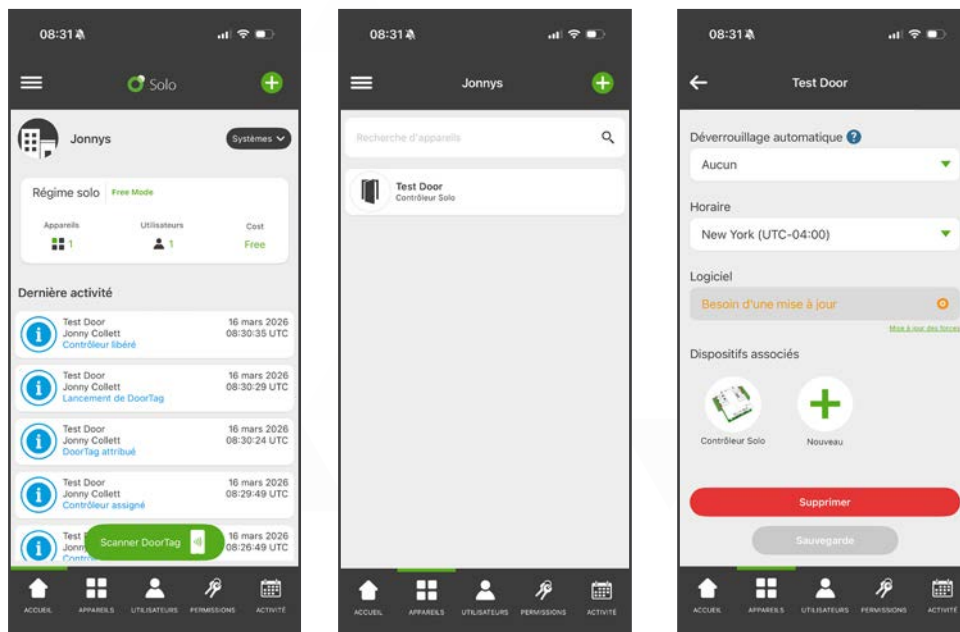 08:31
Solo
Jonnys
Systèmes
Régime solo Free Mode
Appareils Utilisateurs Cost
1 1 Free
Dernière activité
Test Door 16 mars 2026
Jonny Collett 08:30:35 UTC
Contrôleur libéré
Test Door 16 mars 2026
Jonny Collett 08:30:29 UTC
Lancement de DoorTag
Test Door 16 mars 2026
Jonny Collett 08:30:24 UTC
DoorTag attribué
Test Door 16 mars 2026
Jonny Collett 08:29:49 UTC
Contrôleur assigné
16 mars 2026
08:26:49 UTC
Scanner DoorTag
ACCUEIL APPAREILS UTILISATEURS PERMISSIONS ACTIVITÉ
08:31
Jonnys
Recherche d'appareils
Test Door
Contrôleur Solo
ACCUEIL APPAREILS UTILISATEURS PERMISSIONS ACTIVITÉ
08:31
Test Door
Déverrouillage automatique ?
Aucun
Horaire
New York (UTC-04:00)
Logiciel
Besoin d'une mise à jour
Mise à jour des forces
Dispositifs associés
Contrôleur Solo Nouveau
Supprimer
Sauvegarde
ACCUEIL APPAREILS UTILISATEURS PERMISSIONS ACTIVITÉ